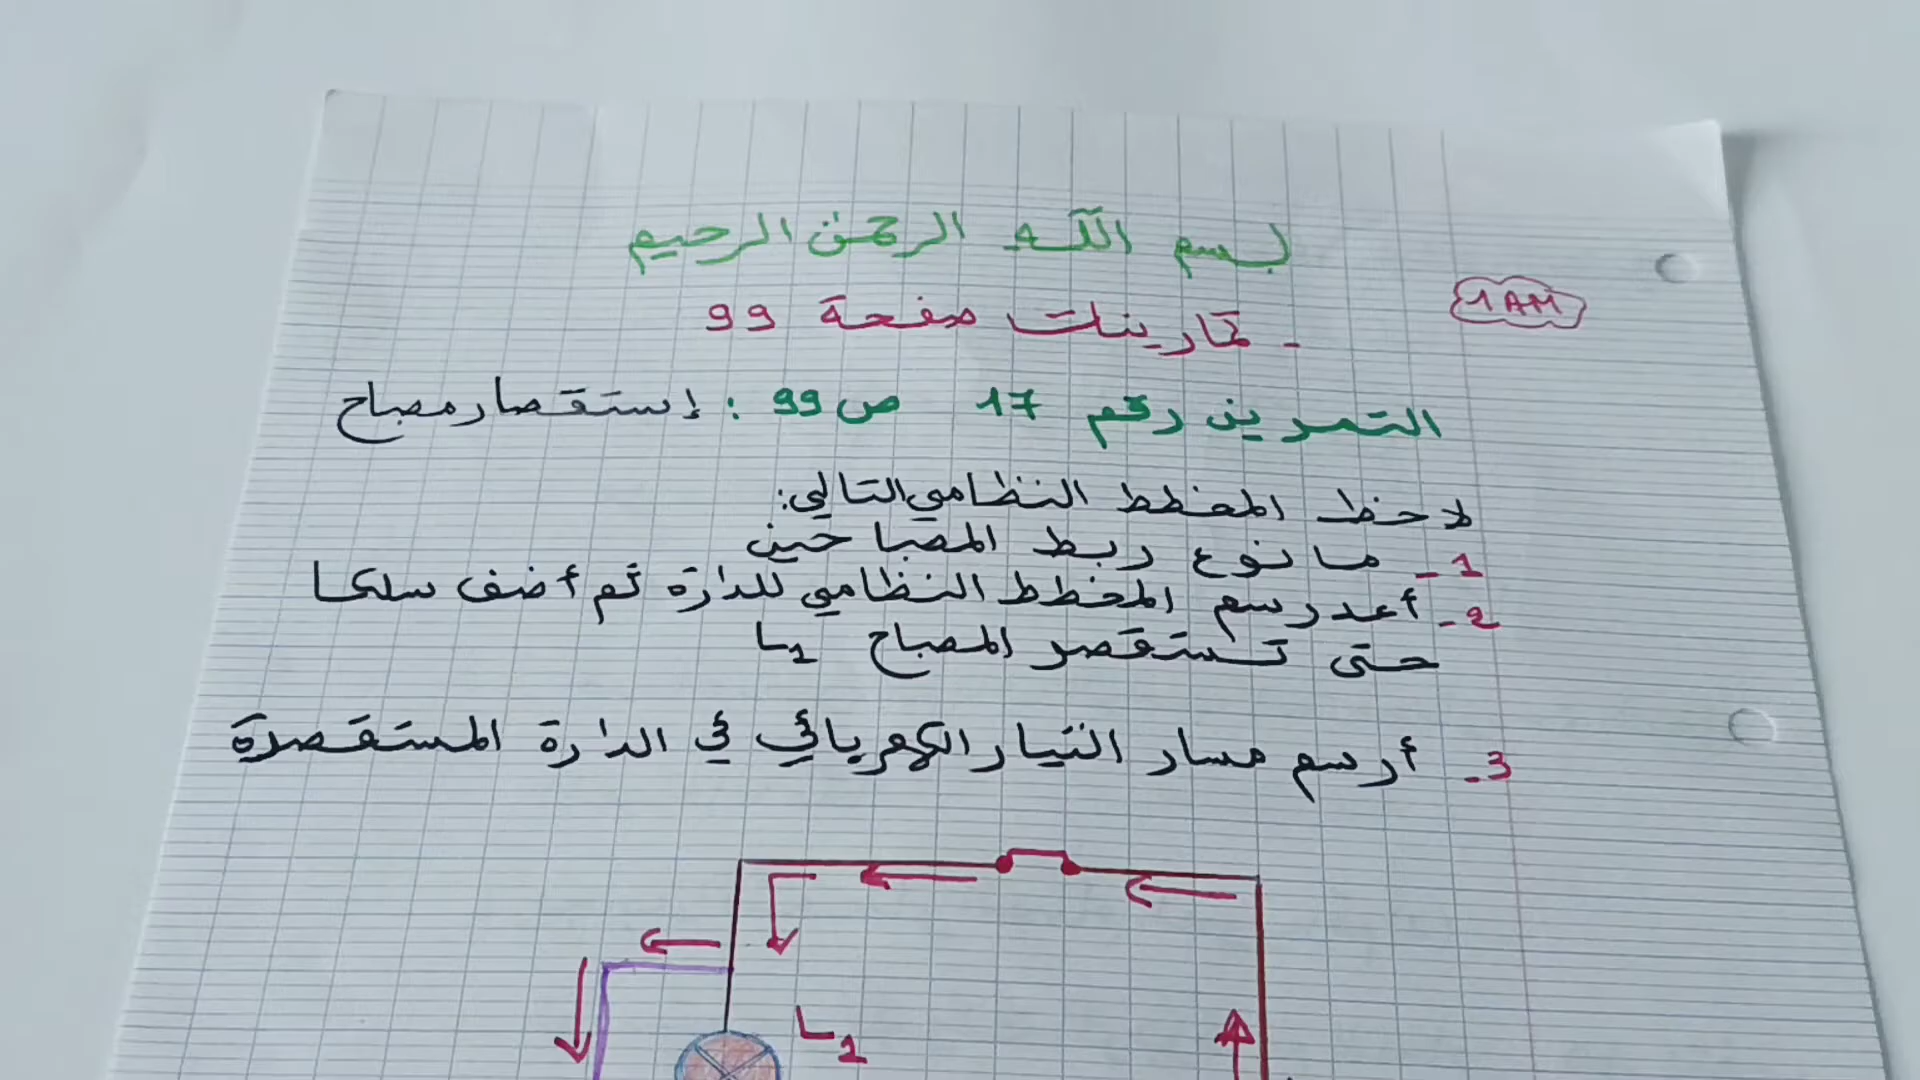 بسم الله الرحمن الرحيم
1AM
- تمارينات صفحة 99
التمرين رقم 17 ص 99 : إستقصار مصباح
لاحظ المخطط النظامي التالي:
1- ما نوع ربط المصباحين
2- أعد رسم المخطط النظامي للدارة ثم أضف سلكا
حتى تستقصر المصباح L1
3- أرسم مسار التيار الكهربائي في الدارة المستقصرة
L1